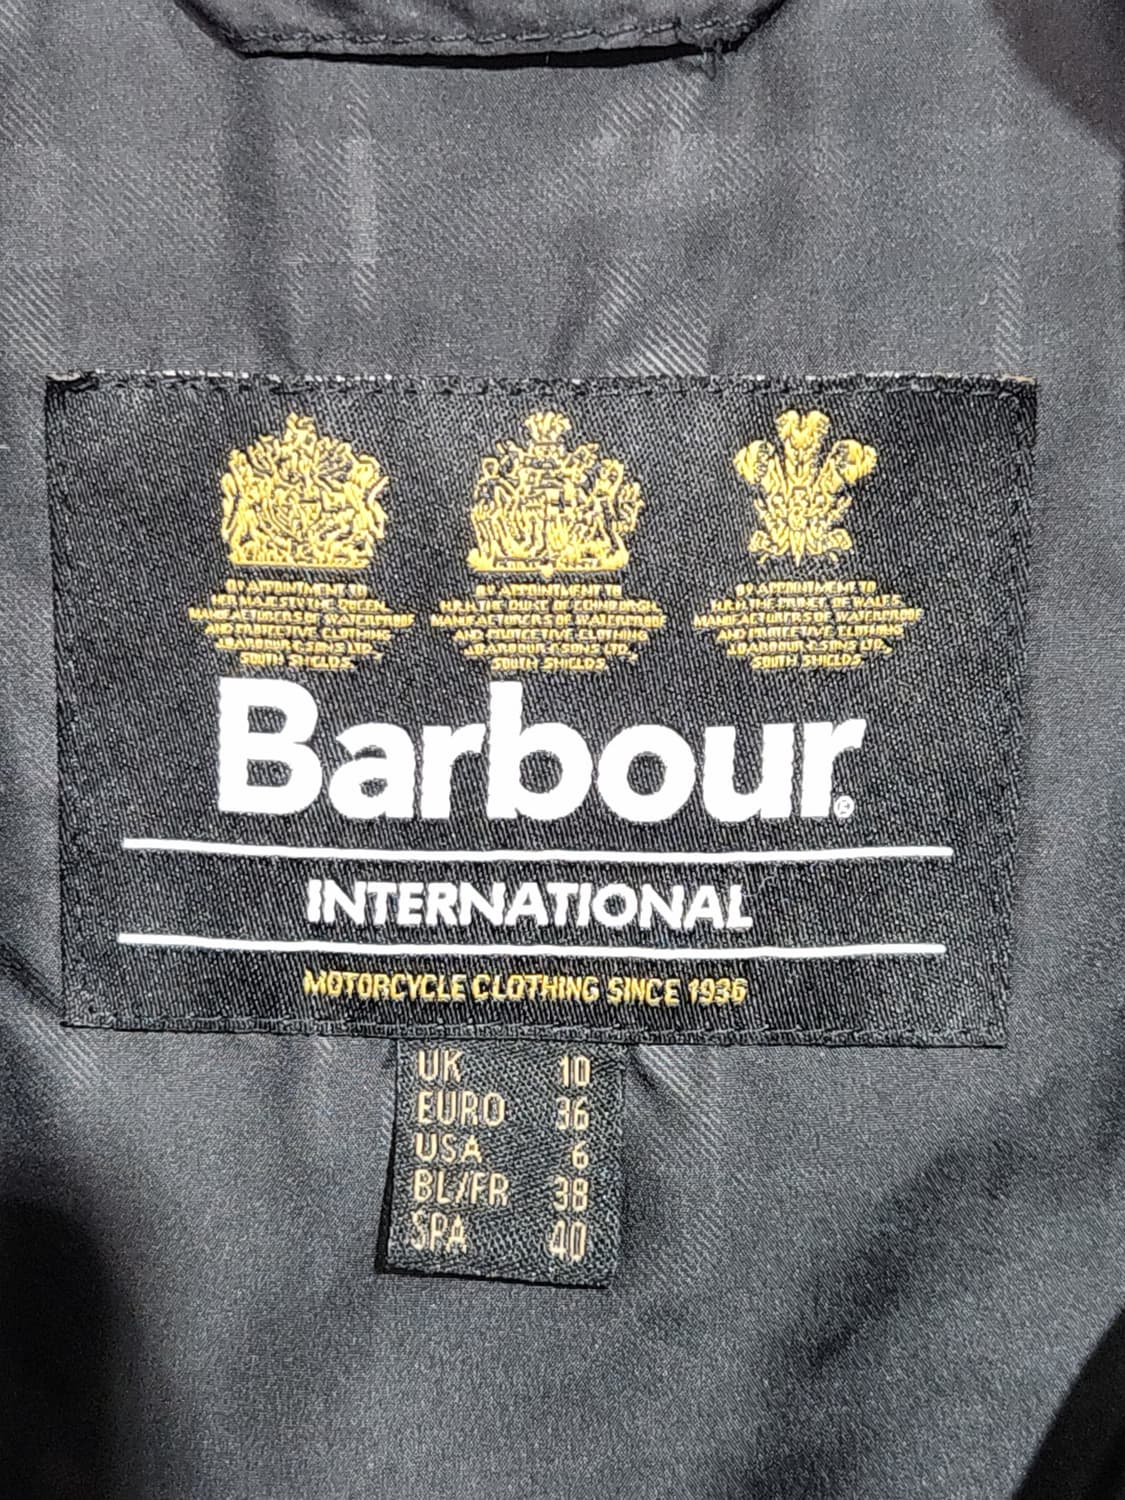 BY APPOINTMENT TO
HER MAJESTY THE QUEEN
MANUFACTURERS OF WATERPROOF
AND PROTECTIVE CLOTHING
J.BARBOUR & SONS LTD.
SOUTH SHIELDS.
BY APPOINTMENT TO
H.R.H. THE DUKE OF EDINBURGH
MANUFACTURERS OF WATERPROOF
AND PROTECTIVE CLOTHING
J.BARBOUR & SONS LTD.
SOUTH SHIELDS.
BY APPOINTMENT TO
H.R.H. THE PRINCE OF WALES
MANUFACTURERS OF WATERPROOF
AND PROTECTIVE CLOTHING
J.BARBOUR & SONS LTD.
SOUTH SHIELDS.
Barbour®
INTERNATIONAL
MOTORCYCLE CLOTHING SINCE 1936
UK 10
EURO 36
USA 6
BL/FR 38
SPA 40